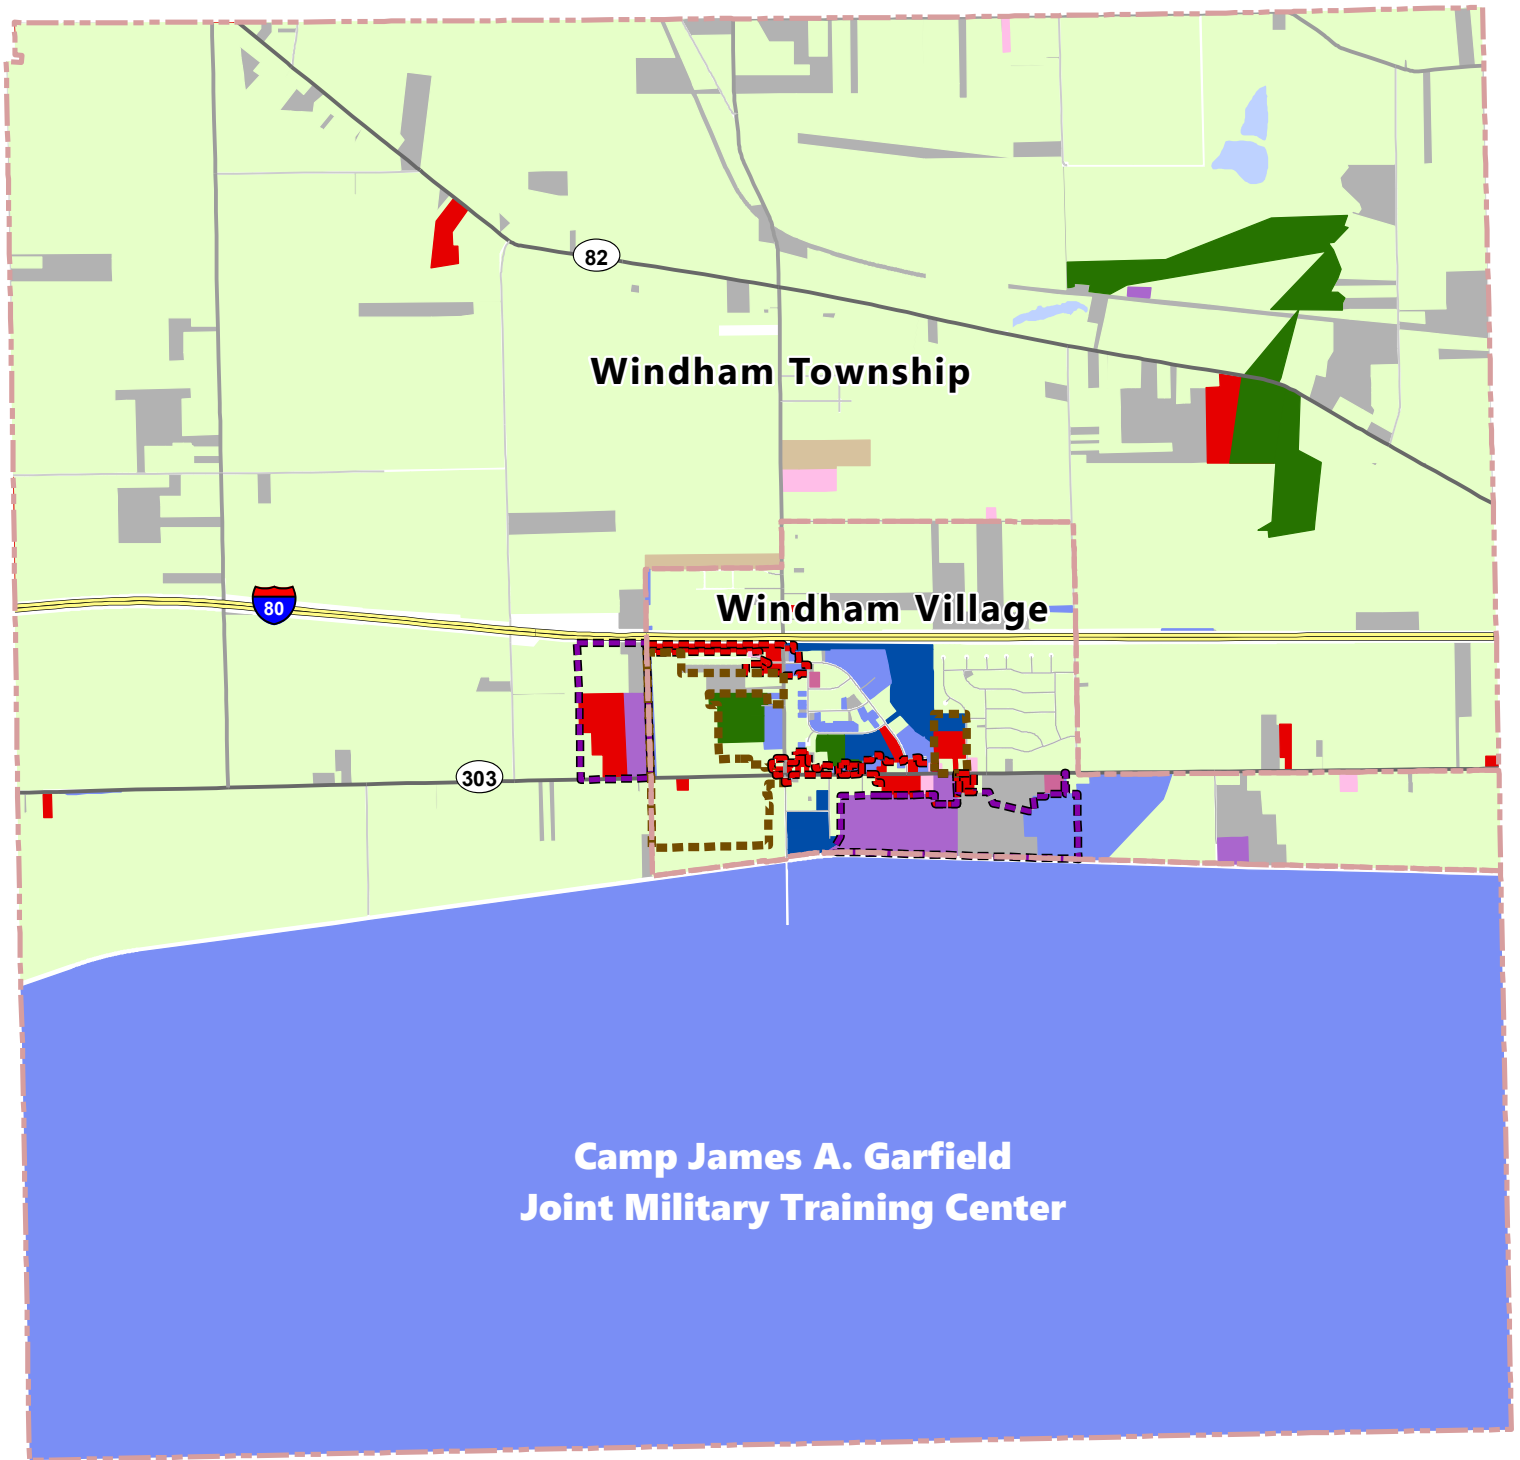 82
Windham Township
80
Windham Village
303
Camp James A. Garfield
Joint Military Training Center